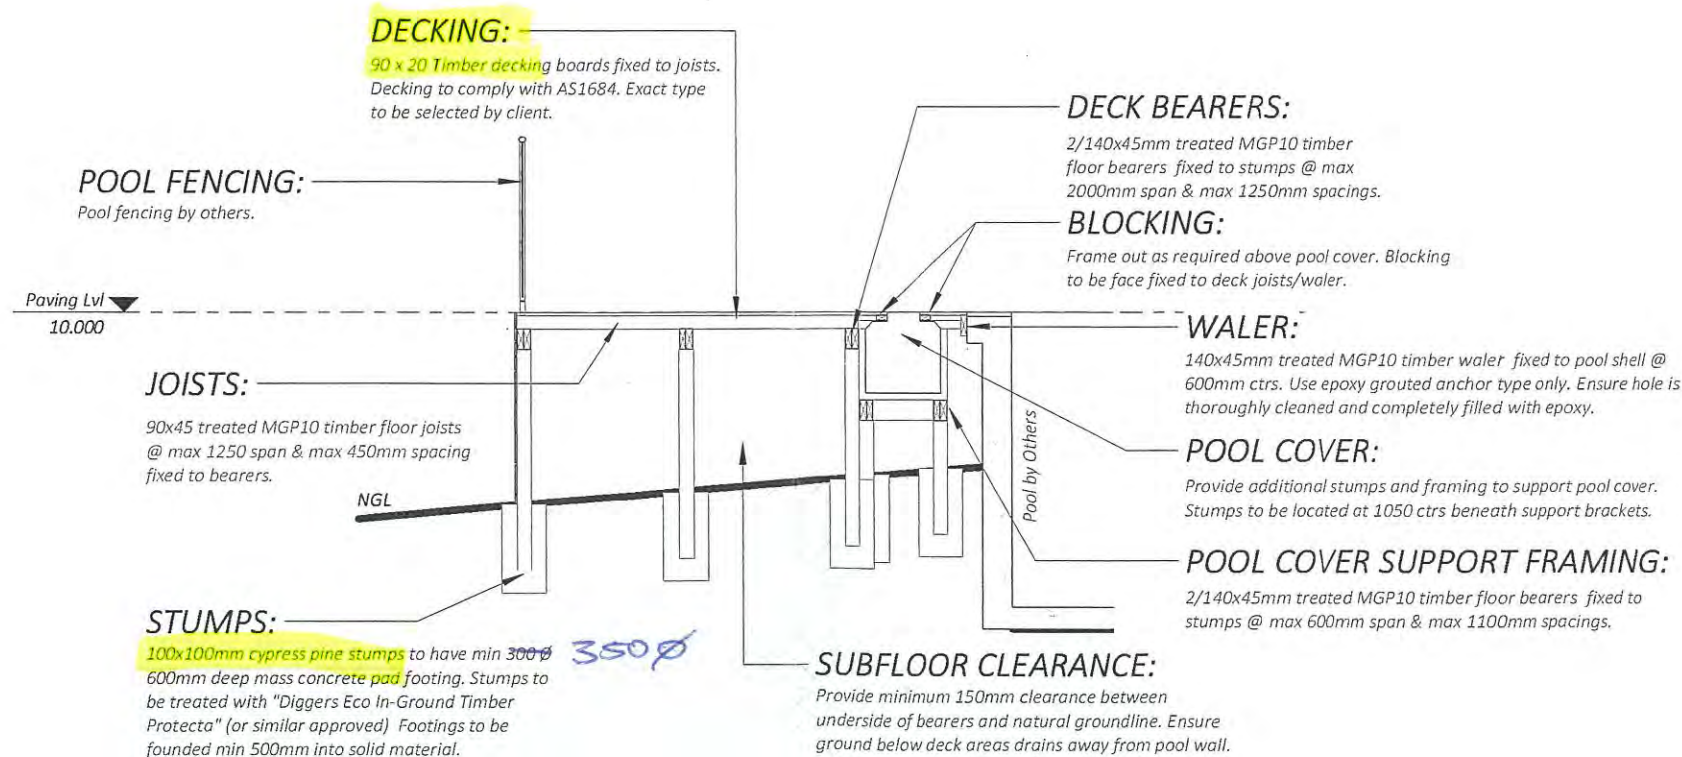 DECKING:
90 x 20 Timber decking boards fixed to joists.
Decking to comply with AS1684. Exact type
to be selected by client.
DECK BEARERS:
2/140x45mm treated MGP10 timber
floor bearers fixed to stumps @ max
2000mm span & max 1250mm spacings.
POOL FENCING:
Pool fencing by others.
BLOCKING:
Frame out as required above pool cover. Blocking
to be face fixed to deck joists/waler.
Paving Lvl
10.000
WALER:
140x45mm treated MGP10 timber waler fixed to pool shell @
600mm ctrs. Use epoxy grouted anchor type only. Ensure hole is
thoroughly cleaned and completely filled with epoxy.
JOISTS:
90x45 treated MGP10 timber floor joists
@ max 1250 span & max 450mm spacing
fixed to bearers.
Pool by Others
POOL COVER:
Provide additional stumps and framing to support pool cover.
Stumps to be located at 1050 ctrs beneath support brackets.
NGL
POOL COVER SUPPORT FRAMING:
2/140x45mm treated MGP10 timber floor bearers fixed to
stumps @ max 600mm span & max 1100mm spacings.
STUMPS:
100x100mm cypress pine stumps to have min 300 Ø 350Ø
600mm deep mass concrete pad footing. Stumps to
be treated with "Diggers Eco In-Ground Timber
Protecta" (or similar approved) Footings to be
founded min 500mm into solid material.
SUBFLOOR CLEARANCE:
Provide minimum 150mm clearance between
underside of bearers and natural groundline. Ensure
ground below deck areas drains away from pool wall.